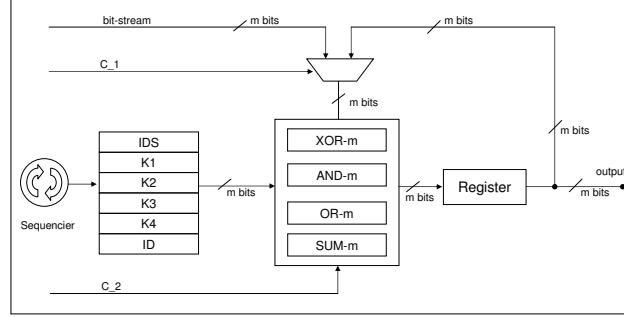 bit-stream
m bits
m bits
C_1
m bits
m bits
XOR-m
IDS
K1
AND-m
output
K2
m bits
m bits
Register
m bits
K3
OR-m
K4
Sequencier
ID
SUM-m
C_2